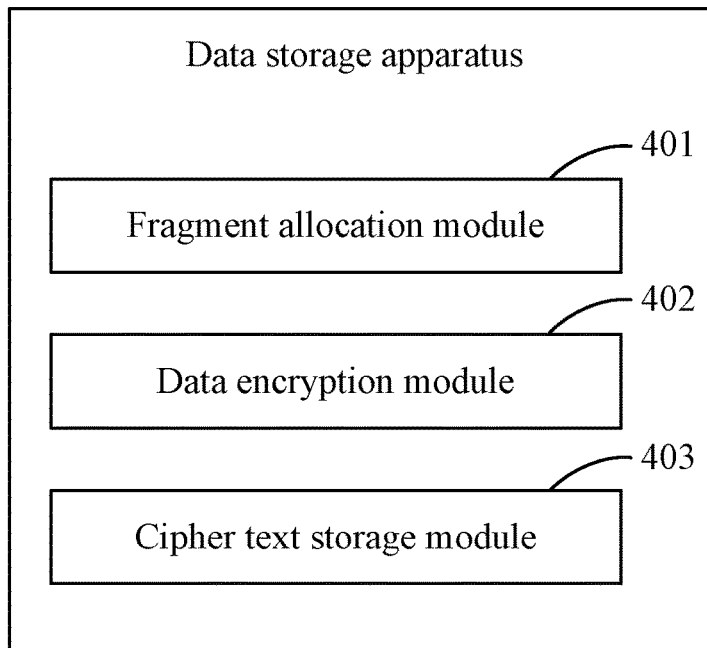 Data storage apparatus
401
Fragment allocation module
402
Data encryption module
403
Cipher text storage module